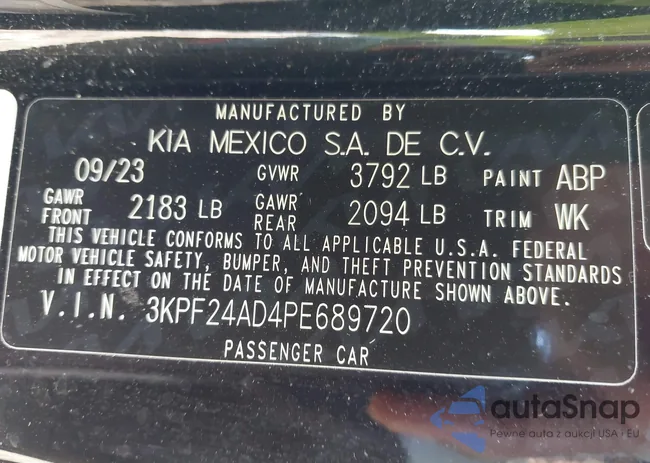 MANUFACTURED BY
KIA MEXICO S.A. DE C.V.
09/23 GVWR 3792 LB PAINT ABP
GAWR FRONT 2183 LB GAWR REAR 2094 LB TRIM WK
THIS VEHICLE CONFORMS TO ALL APPLICABLE U.S.A. FEDERAL
MOTOR VEHICLE SAFETY, BUMPER, AND THEFT PREVENTION STANDARDS
IN EFFECT ON THE DATE OF MANUFACTURE SHOWN ABOVE.
V.I.N. 3KPF24AD4PE689720
PASSENGER CAR
autaSnap
Pewne auta z aukcji USA i EU